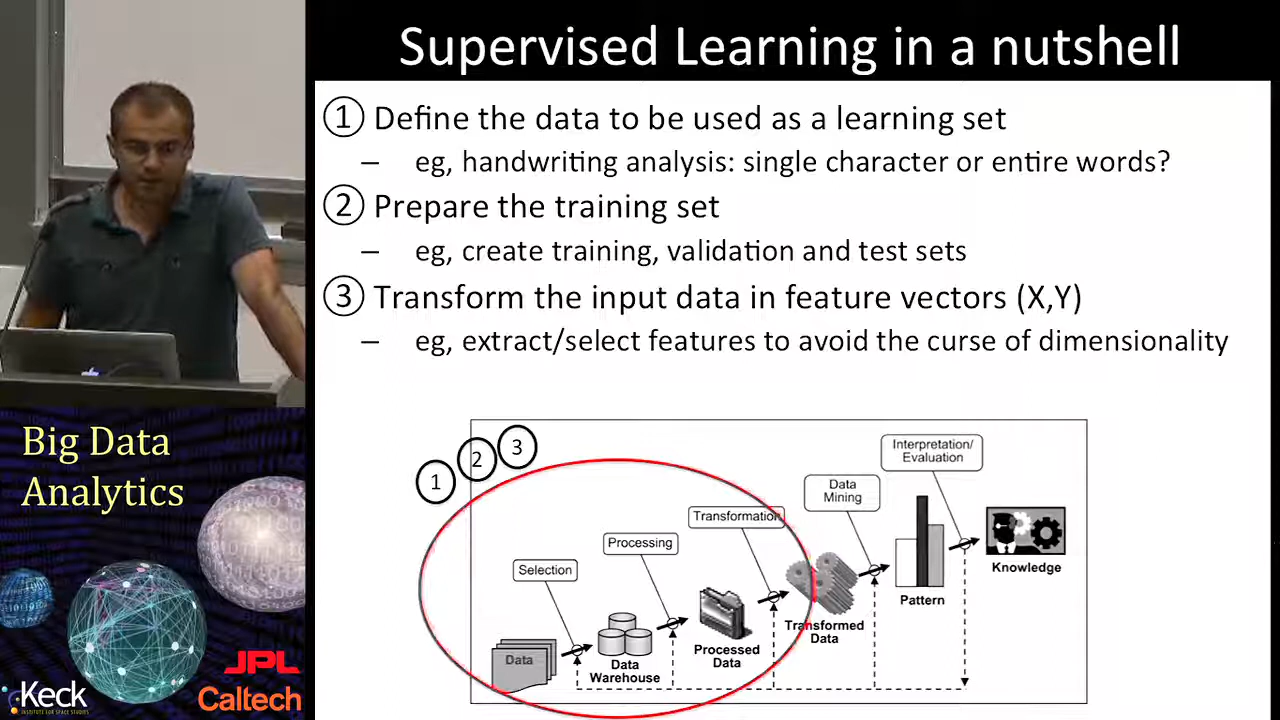 Supervised Learning in a nutshell
① Define the data to be used as a learning set
– eg, handwriting analysis: single character or entire words?
② Prepare the training set
– eg, create training, validation and test sets
③ Transform the input data in feature vectors (X,Y)
– eg, extract/select features to avoid the curse of dimensionality
1
2
3
Selection
Processing
Transformation
Data
Mining
Interpretation/
Evaluation
Data
Data
Warehouse
Processed
Data
Transformed
Data
Pattern
Knowledge
Big Data
Analytics
JPL
Caltech
Keck
INSTITUTE FOR SPACE STUDIES